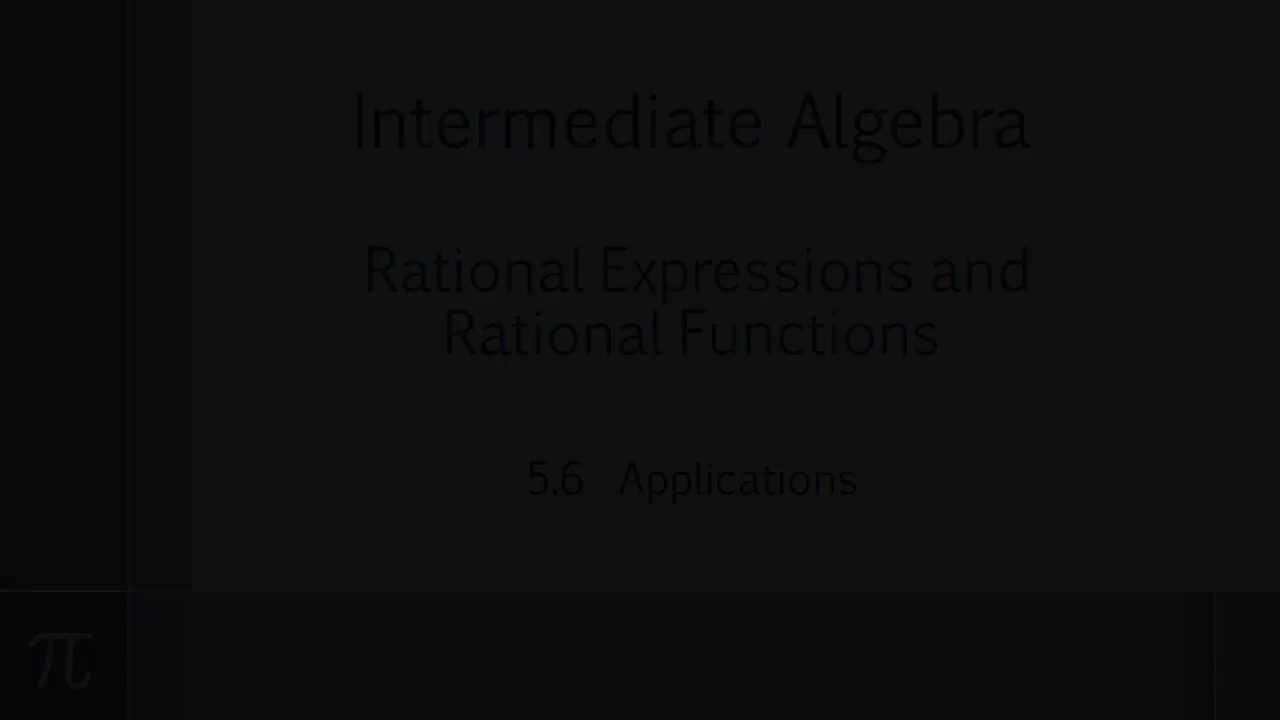 Intermediate Algebra
Rational Expressions and
Rational Functions
5.6 Applications
π